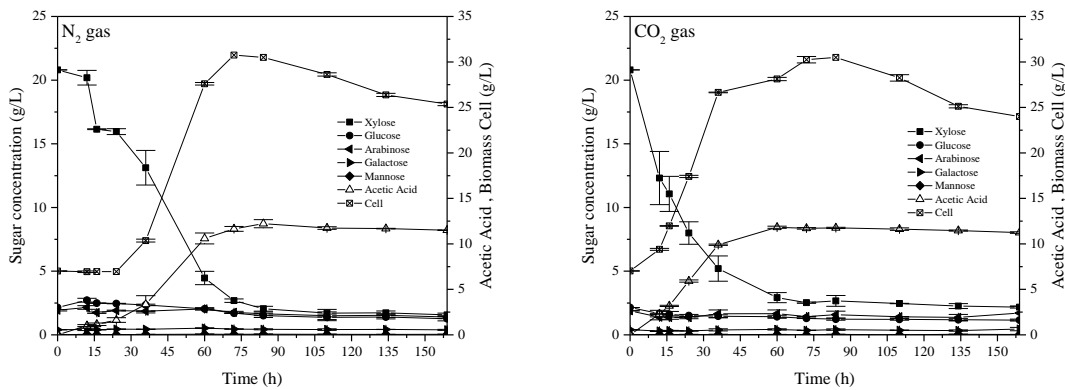 N2 gas
Sugar concentration (g/L)
25
20
15
10
5
0
Xylose
Glucose
Arabinose
Galactose
Mannose
Acetic Acid
Cell
35
30
25
20
15
10
5
0
Acetic Acid , Biomass Cell (g/L)
0 15 30 45 60 75 90 105 120 135 150
Time (h)
CO2 gas
Sugar concentration (g/L)
25
20
15
10
5
0
Xylose
Glucose
Arabinose
Galactose
Mannose
Acetic Acid
Cell
35
30
25
20
15
10
5
0
Acetic Acid , Biomass Cell (g/L)
0 15 30 45 60 75 90 105 120 135 150
Time (h)